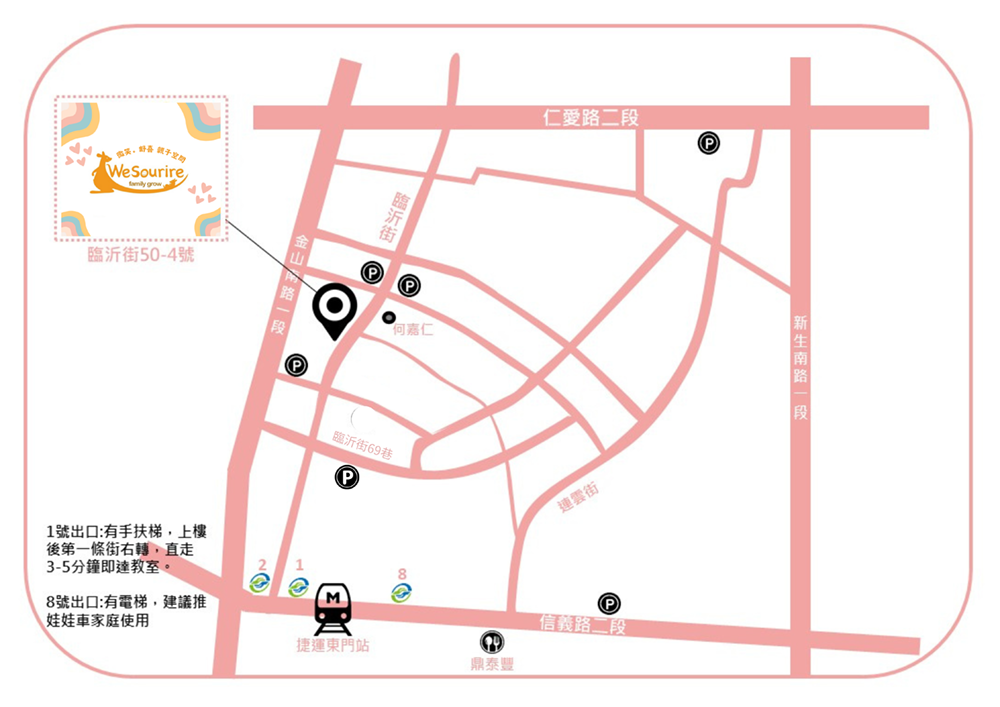 仁愛路二段
P
微笑·野吾 親子空間
WeSourire
family grow
臨沂街
臨沂街50-4號
金山南路一段
P
P
何嘉仁
新生南路一段
P
臨沂街69巷
P
連雲街
1號出口:有手扶梯，上樓
後第一條街右轉，直走
3-5分鐘即達教室。
8號出口:有電梯，建議推
娃娃車家庭使用
2
1
8
M
捷運東門站
P
信義路二段
鼎泰豐